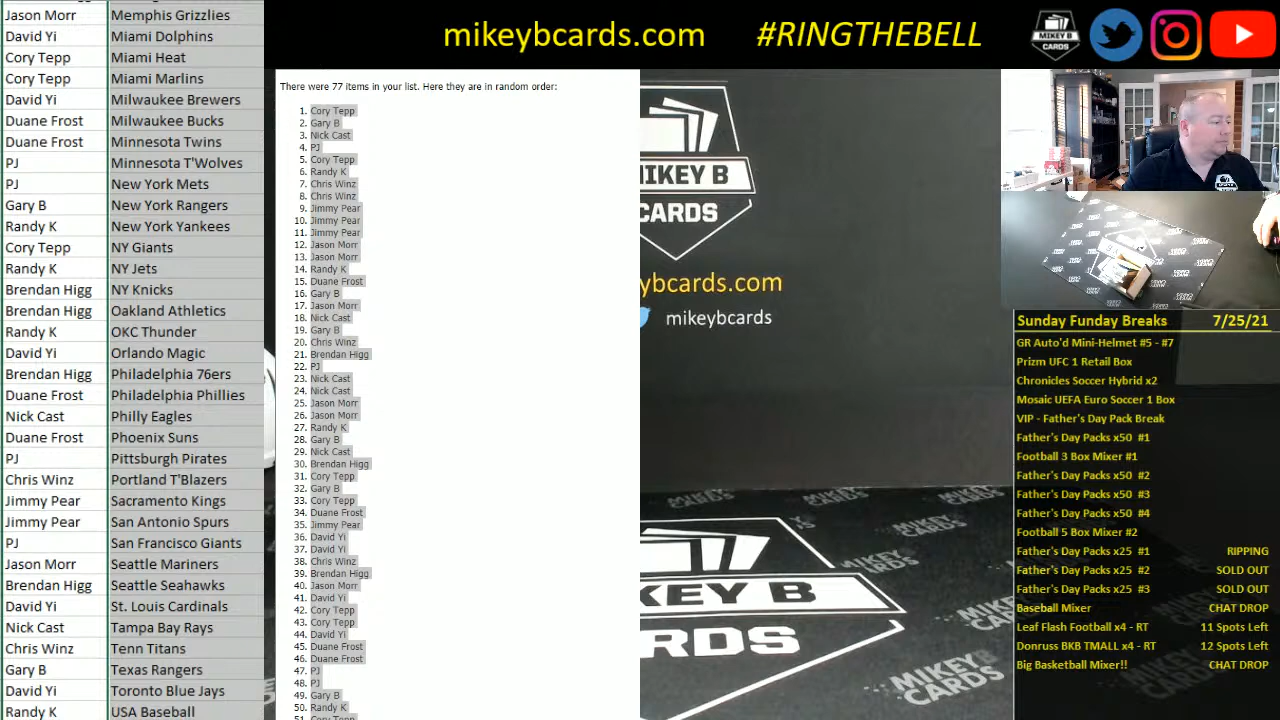 mikeybcards.com #RINGTHEBELL
MIKEY B
CARDS
Jason Morr Memphis Grizzlies
David Yi Miami Dolphins
Cory Tepp Miami Heat
Cory Tepp Miami Marlins
David Yi Milwaukee Brewers
Duane Frost Milwaukee Bucks
Duane Frost Minnesota Twins
PJ Minnesota T'Wolves
PJ New York Mets
Gary B New York Rangers
Randy K New York Yankees
Cory Tepp NY Giants
Randy K NY Jets
Brendan Higg NY Knicks
Brendan Higg Oakland Athletics
Randy K OKC Thunder
David Yi Orlando Magic
Brendan Higg Philadelphia 76ers
Duane Frost Philadelphia Phillies
Nick Cast Philly Eagles
Duane Frost Phoenix Suns
PJ Pittsburgh Pirates
Chris Winz Portland T'Blazers
Jimmy Pear Sacramento Kings
Jimmy Pear San Antonio Spurs
PJ San Francisco Giants
Jason Morr Seattle Mariners
Brendan Higg Seattle Seahawks
David Yi St. Louis Cardinals
Nick Cast Tampa Bay Rays
Chris Winz Tenn Titans
Gary B Texas Rangers
David Yi Toronto Blue Jays
Randy K USA Baseball
There were 77 items in your list. Here they are in random order:
1. Cory Tepp
2. Gary B
3. Nick Cast
4. PJ
5. Cory Tepp
6. Randy K
7. Chris Winz
8. Chris Winz
9. Jimmy Pear
10. Jimmy Pear
11. Jimmy Pear
12. Jason Morr
13. Jason Morr
14. Randy K
15. Duane Frost
16. Gary B
17. Jason Morr
18. Nick Cast
19. Gary B
20. Chris Winz
21. Brendan Higg
22. PJ
23. Nick Cast
24. Nick Cast
25. Jason Morr
26. Jason Morr
27. Randy K
28. Gary B
29. Nick Cast
30. Brendan Higg
31. Cory Tepp
32. Gary B
33. Cory Tepp
34. Duane Frost
35. Jimmy Pear
36. David Yi
37. David Yi
38. Chris Winz
39. Brendan Higg
40. Jason Morr
41. David Yi
42. Cory Tepp
43. Cory Tepp
44. David Yi
45. Duane Frost
46. Duane Frost
47. PJ
48. PJ
49. Gary B
50. Randy K
51. Cory Tepp
IKEY B
CARDS
ybcards.com
mikeybcards
KEY B
RDS
MIKEY B
CARDS
Sunday Funday Breaks 7/25/21
GR Auto'd Mini-Helmet #5 - #7
Prizm UFC 1 Retail Box
Chronicles Soccer Hybrid x2
Mosaic UEFA Euro Soccer 1 Box
VIP - Father's Day Pack Break
Father's Day Packs x50 #1
Football 3 Box Mixer #1
Father's Day Packs x50 #2
Father's Day Packs x50 #3
Father's Day Packs x50 #4
Football 5 Box Mixer #2
Father's Day Packs x25 #1 RIPPING
Father's Day Packs x25 #2 SOLD OUT
Father's Day Packs x25 #3 SOLD OUT
Baseball Mixer CHAT DROP
Leaf Flash Football x4 - RT 11 Spots Left
Donruss BKB TMALL x4 - RT 12 Spots Left
Big Basketball Mixer!! CHAT DROP